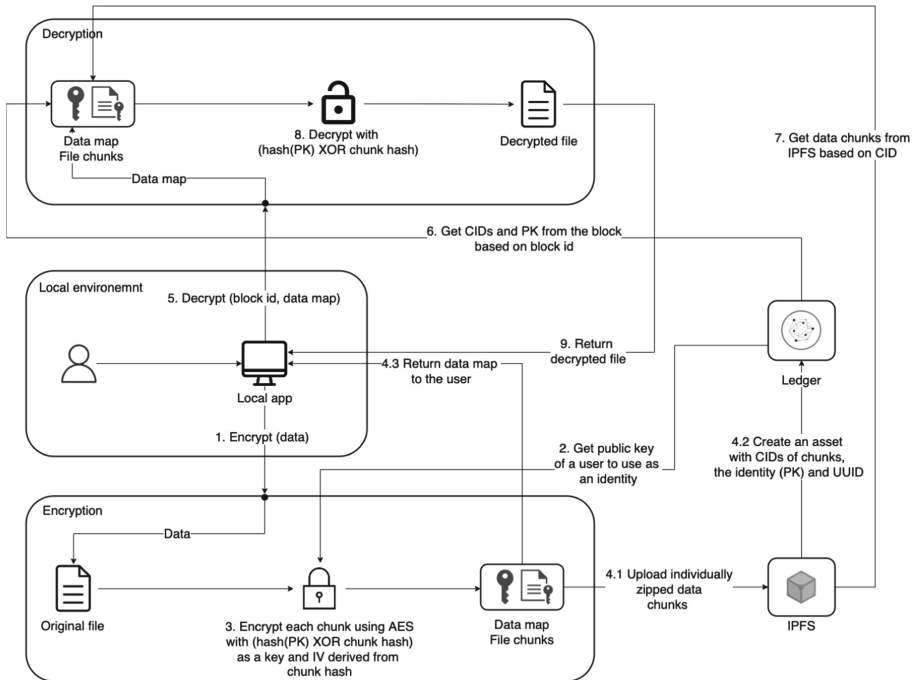 Decryption
Data map
File chunks
8. Decrypt with
(hash(PK) XOR chunk hash)
Decrypted file
7. Get data chunks from
IPFS based on CID
Data map
6. Get CIDs and PK from the block
based on block id
Local environemnt
5. Decrypt (block id, data map)
9. Return
decrypted file
4.3 Return data map
to the user
Local app
Ledger
1. Encrypt (data)
2. Get public key
of a user to use as
an identity
4.2 Create an asset
with CIDs of chunks,
the identity (PK) and UUID
Encryption
Data
Original file
3. Encrypt each chunk using AES
with (hash(PK) XOR chunk hash)
as a key and IV derived from
chunk hash
Data map
File chunks
4.1 Upload individually
zipped data
chunks
IPFS